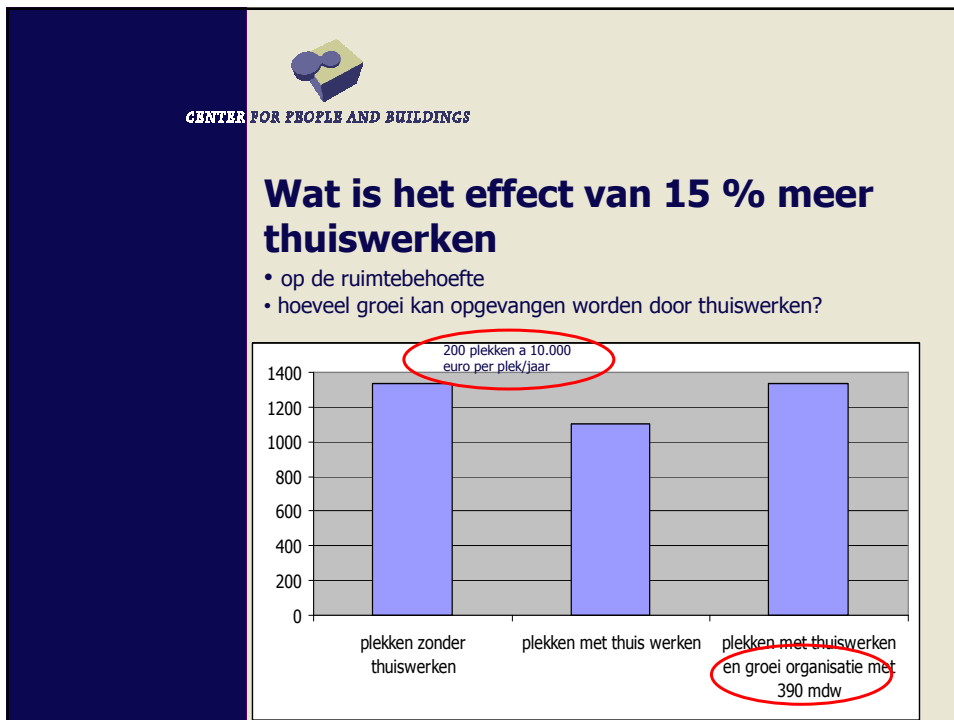 CENTER FOR PEOPLE AND BUILDINGS
Wat is het effect van 15 % meer
thuiswerken
• op de ruimtebehoefte
• hoeveel groei kan opgevangen worden door thuiswerken?
200 plekken a 10.000
euro per plek/jaar
1400
1200
1000
800
600
400
200
0
plekken zonder
thuiswerken
plekken met thuis werken
plekken met thuiswerken
en groei organisatie met
390 mdw